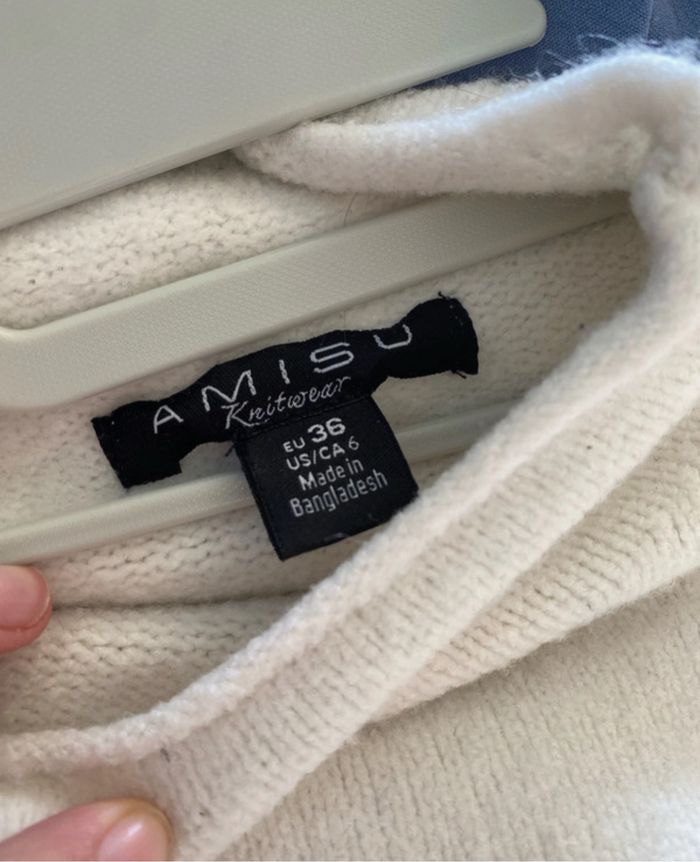 AMISU
Knitwear
EU 36
US/CA 6
Made in
Bangladesh